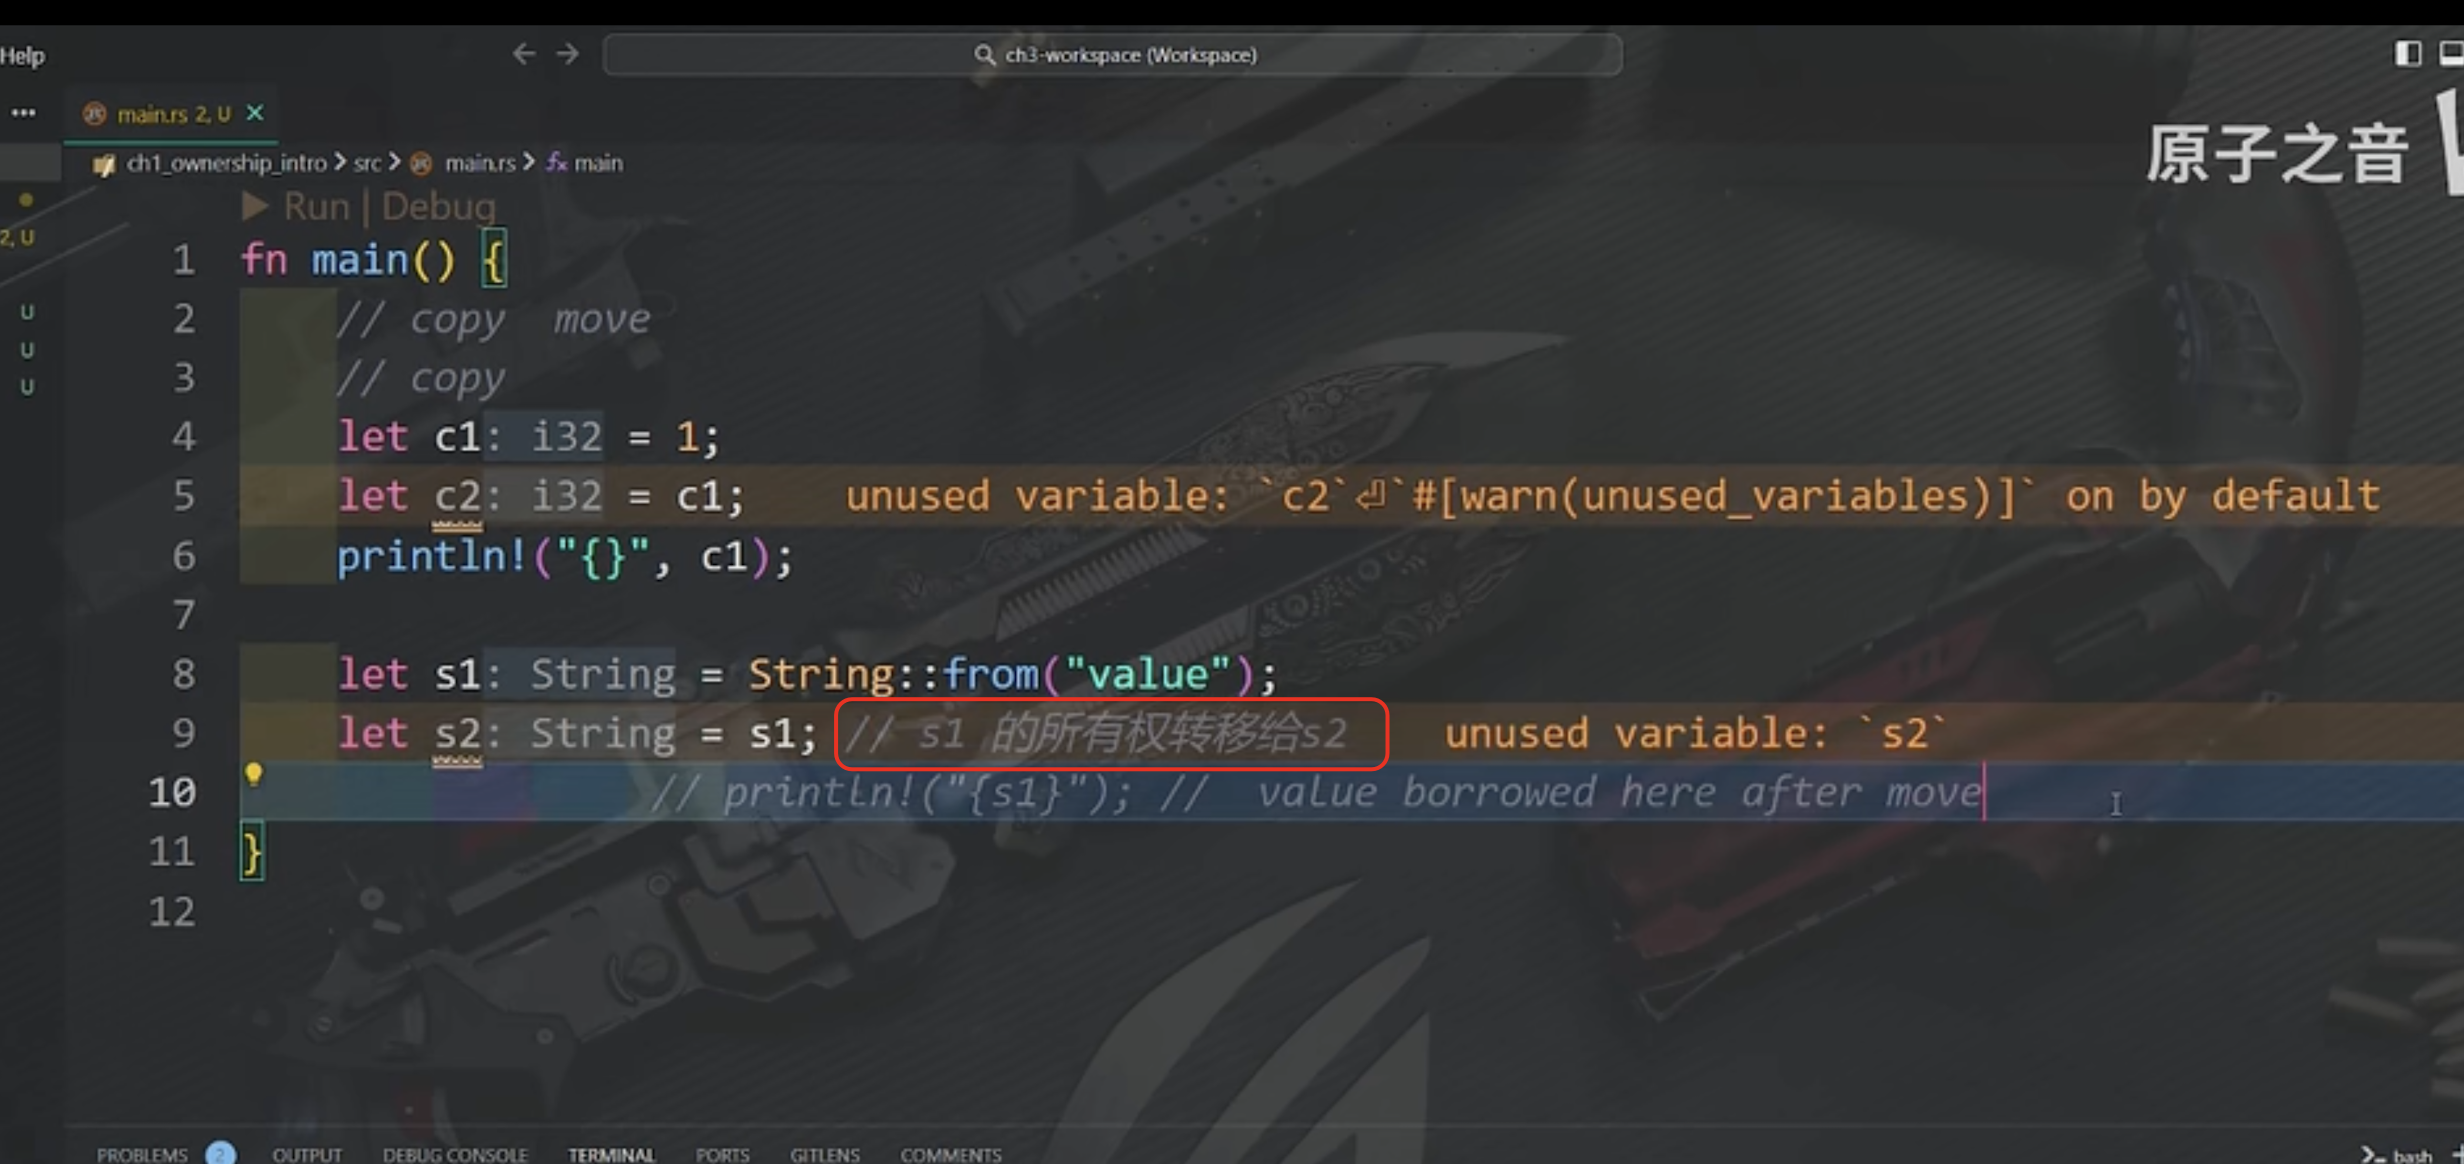 Help
ch3-workspace (Workspace)
main.rs 2, U
原子之音
ch1_ownership_intro > src > main.rs > main
Run | Debug
2, U
1 fn main() {
2 // copy  move
U
3 // copy
U
U
4 let c1: i32 = 1;
5 let c2: i32 = c1; unused variable: `c2`⏎`#[warn(unused_variables)]` on by default
6 println!("{}", c1);
7
8 let s1: String = String::from("value");
9 let s2: String = s1; // s1 的所有权转移给s2 unused variable: `s2`
10 // println!("{s1}"); //  value borrowed here after move
11 }
12
PROBLEMS 2 OUTPUT DEBUG CONSOLE TERMINAL PORTS GITLENS COMMENTS bash